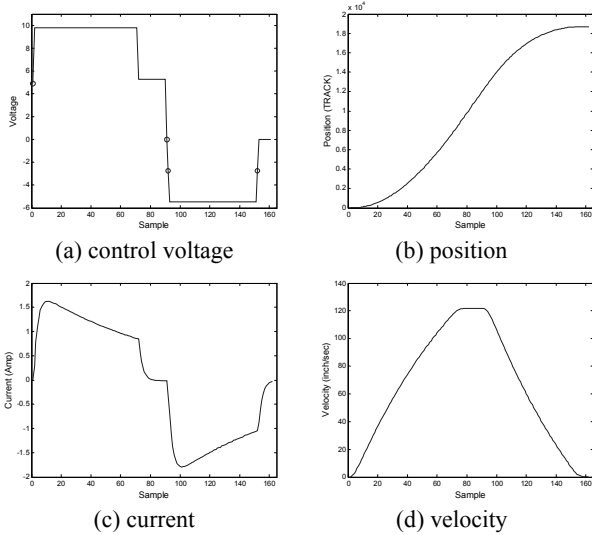 10
8
6
4
2
0
-2
-4
-6
0 20 40 60 80 100 120 140 160
Voltage
Sample
(a) control voltage
x 10^4
2
1.8
1.6
1.4
1.2
1
0.8
0.6
0.4
0.2
0
0 20 40 60 80 100 120 140 160
Position (TRACK)
Sample
(b) position
2
1.5
1
0.5
0
-0.5
-1
-1.5
-2
0 20 40 60 80 100 120 140 160
Current (Amp)
Sample
(c) current
140
120
100
80
60
40
20
0
0 20 40 60 80 100 120 140 160
Velocity (inch/sec)
Sample
(d) velocity